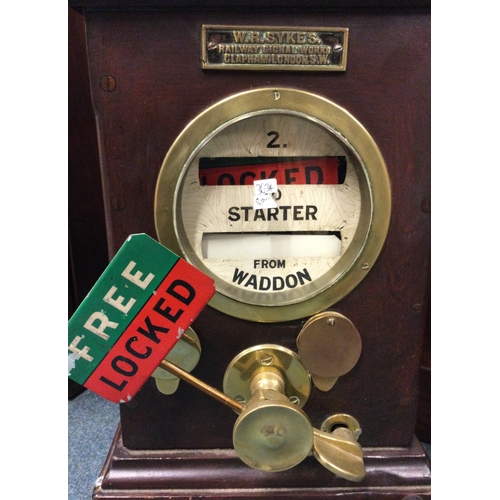 W.R. SYKES.
RAILWAY SIGNAL WORKS
CLAPHAM, LONDON, S.W.
2.
LOCKED
STARTER
FROM
WADDON
FREE
LOCKED